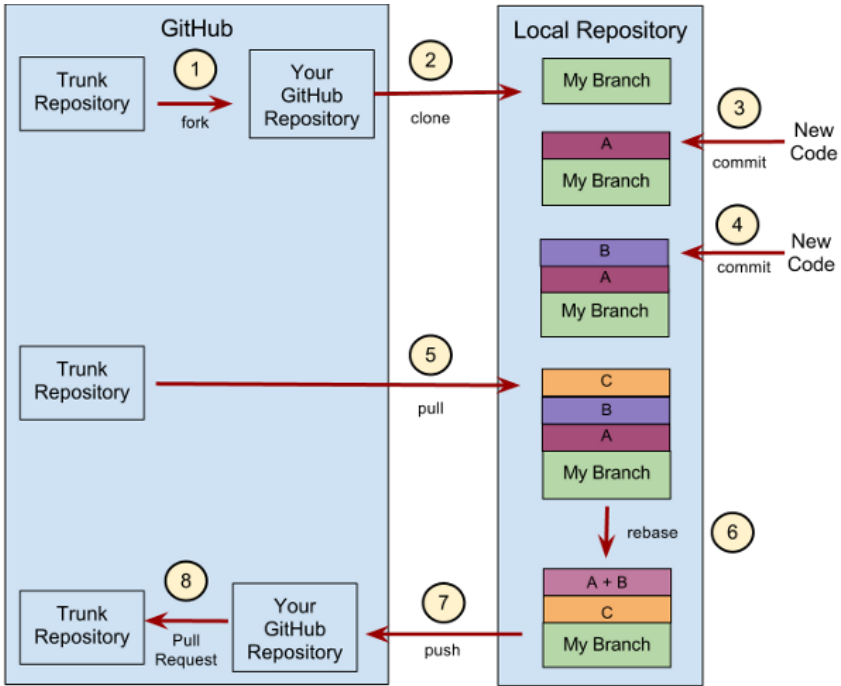 GitHub
Local Repository
Trunk
Repository
1
fork
Your
GitHub
Repository
2
clone
My Branch
3
commit
New
Code
A
My Branch
4
commit
New
Code
B
A
My Branch
Trunk
Repository
5
pull
C
B
A
My Branch
rebase
6
A + B
C
My Branch
7
push
Your
GitHub
Repository
8
Pull
Request
Trunk
Repository